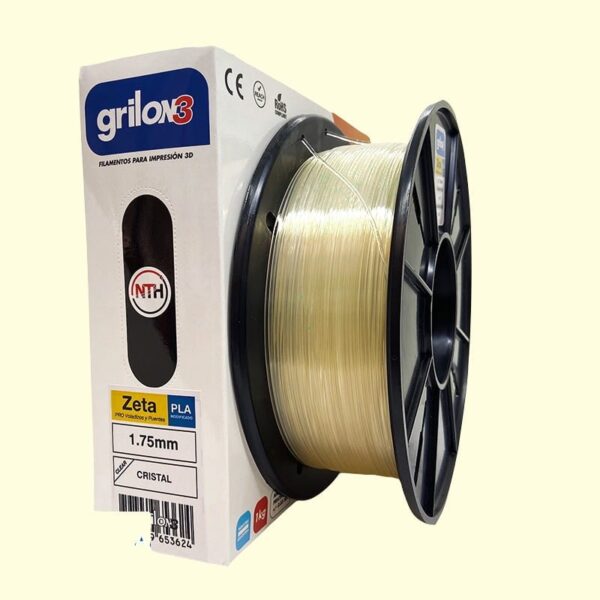 grilon3
FILAMENTOS PARA IMPRESIÓN 3D
CE
REACH
RoHS
NTH
Zeta
PRO Voladizos y Puentes
PLA
MODIFICADO
1.75mm
CLEAR
CRISTAL
653624
1kg